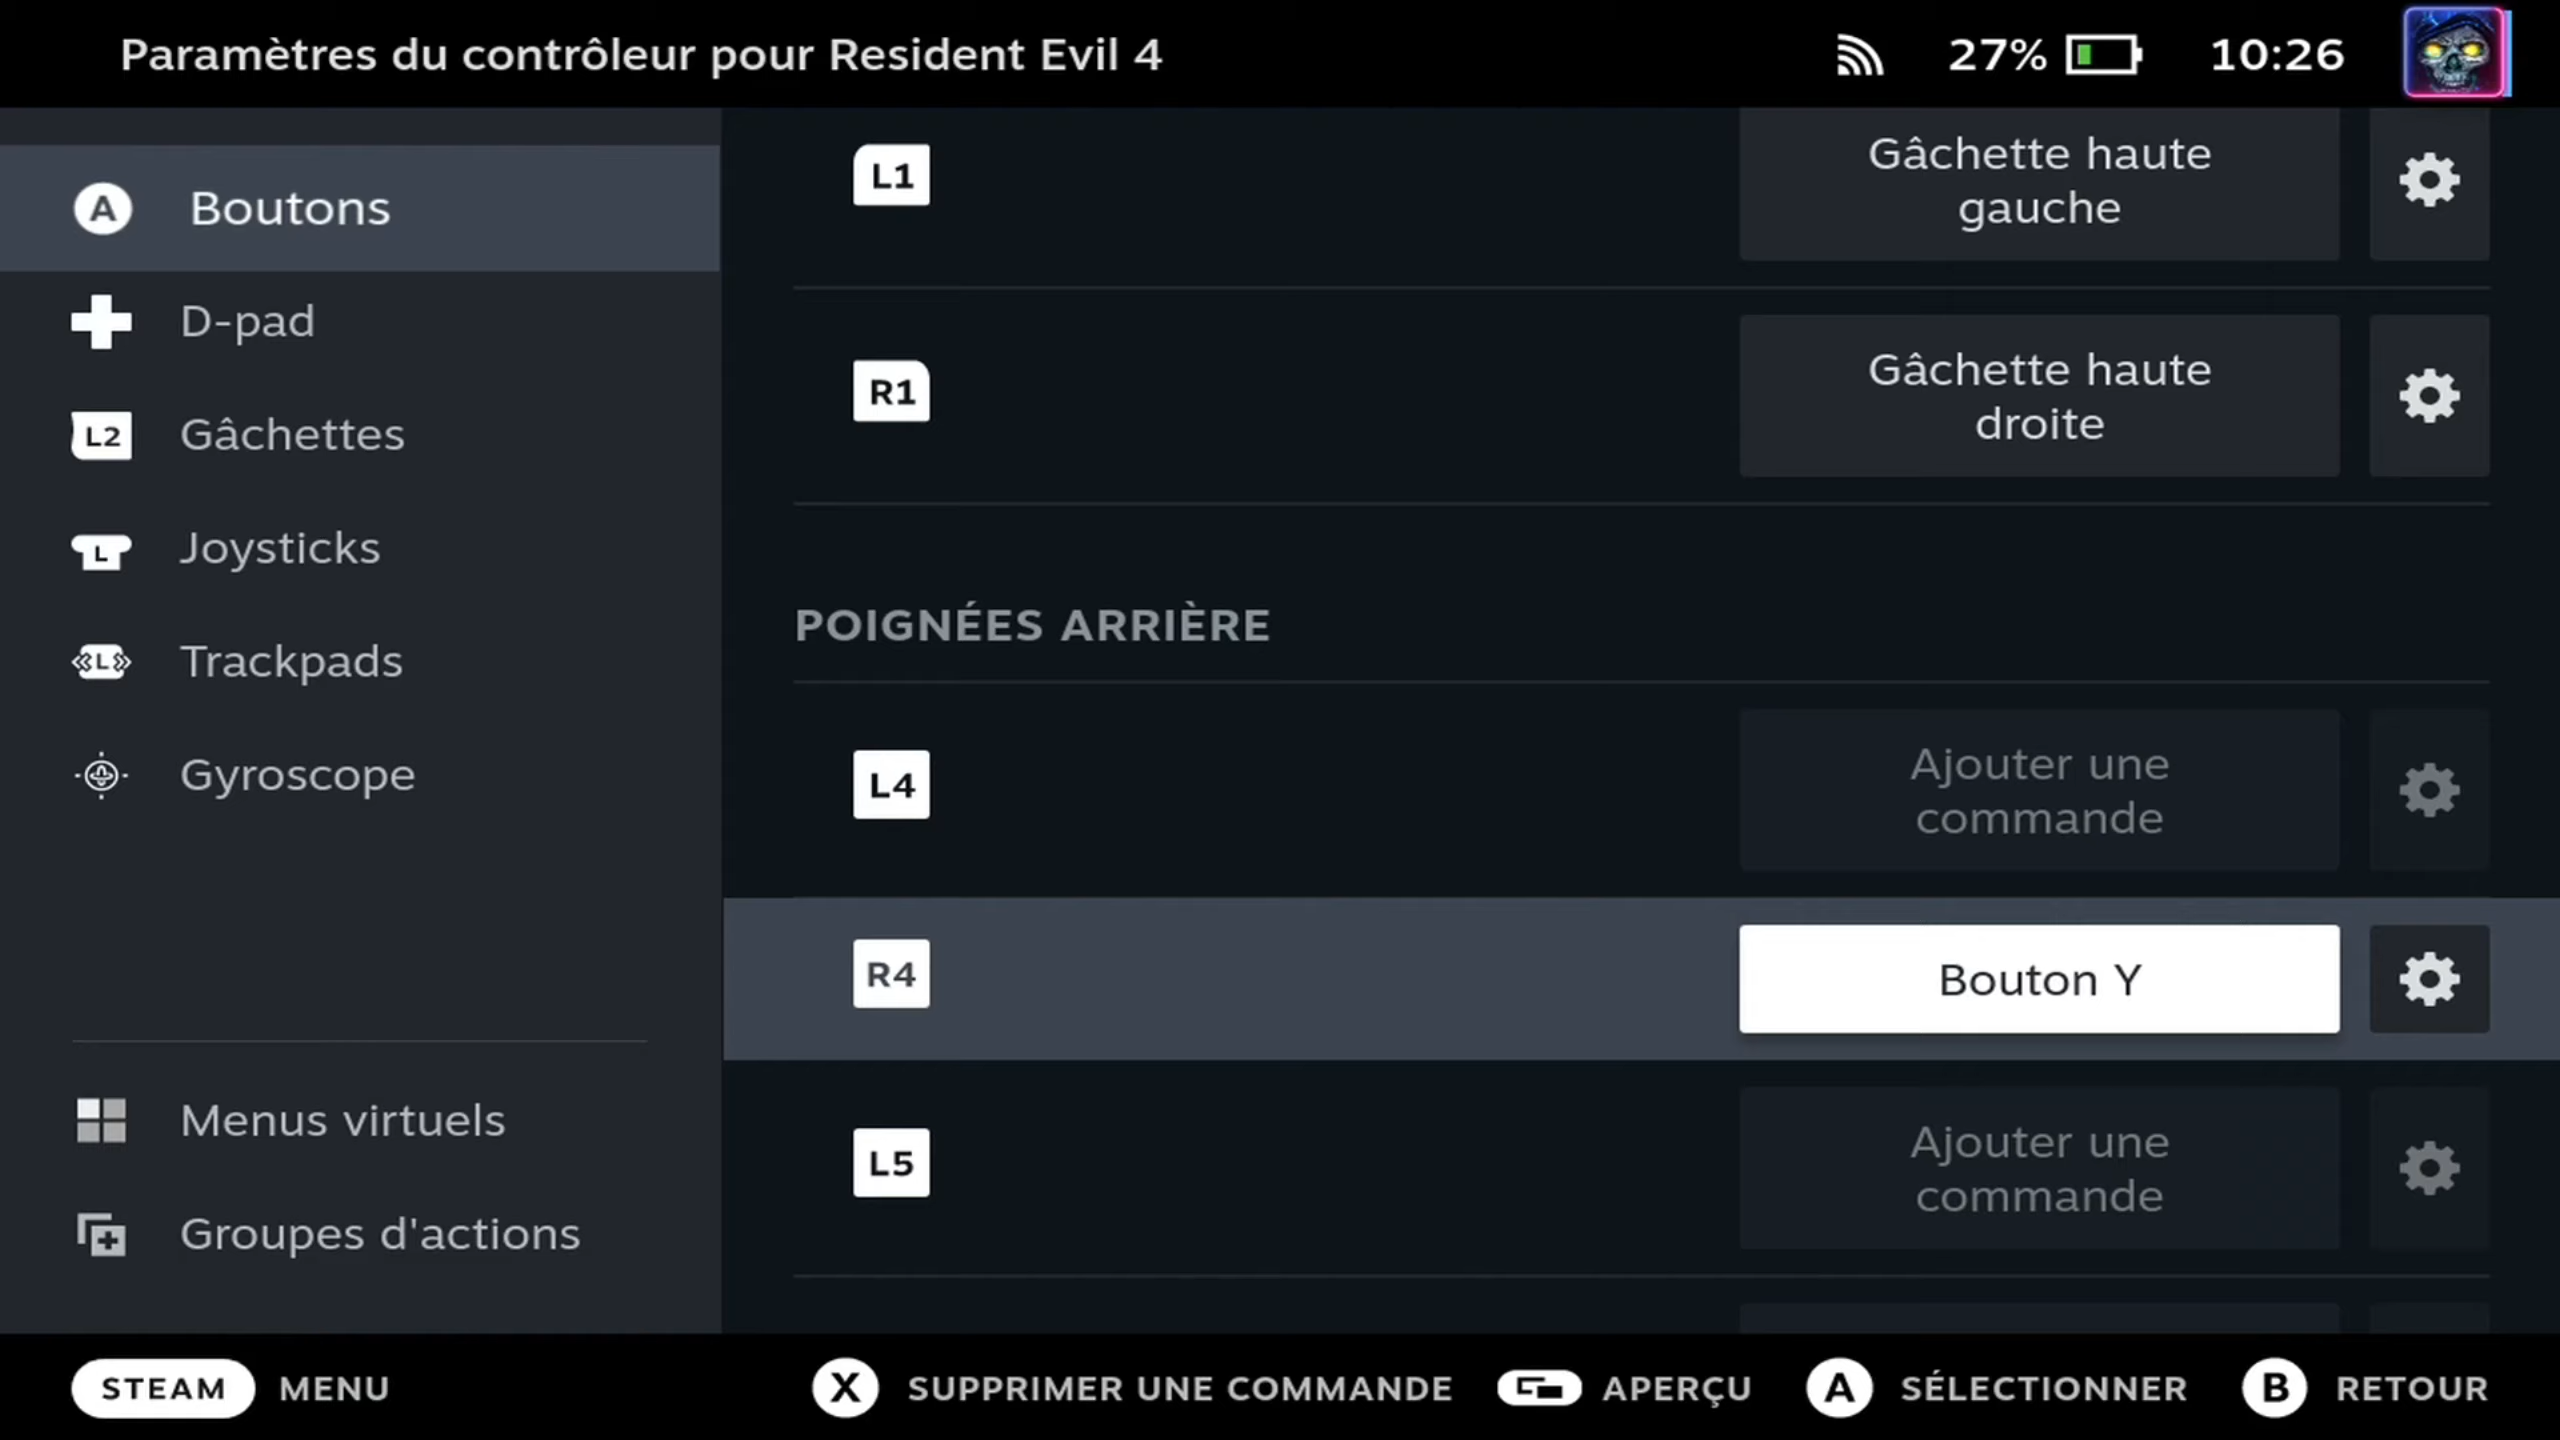 Paramètres du contrôleur pour Resident Evil 4
27%
10:26
A
Boutons
D-pad
L2
Gâchettes
L
Joysticks
L
Trackpads
Gyroscope
Menus virtuels
Groupes d'actions
L1
Gâchette haute
gauche
R1
Gâchette haute
droite
POIGNÉES ARRIÈRE
L4
Ajouter une
commande
R4
Bouton Y
L5
Ajouter une
commande
STEAM MENU
X SUPPRIMER UNE COMMANDE
APERÇU
A SÉLECTIONNER
B RETOUR